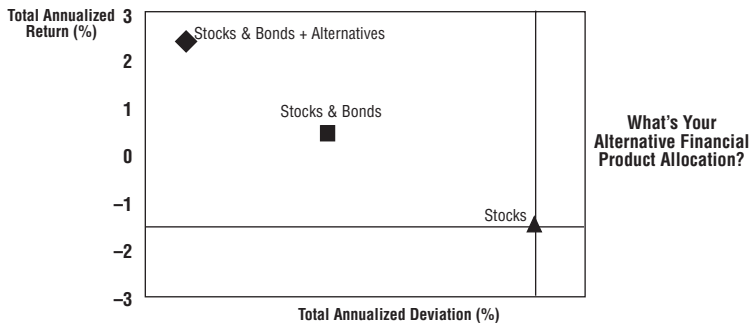 Total Annualized
Return (%)
3
2
1
0
–1
–2
–3
Stocks & Bonds + Alternatives
Stocks & Bonds
Stocks
Total Annualized Deviation (%)
What's Your
Alternative Financial
Product Allocation?